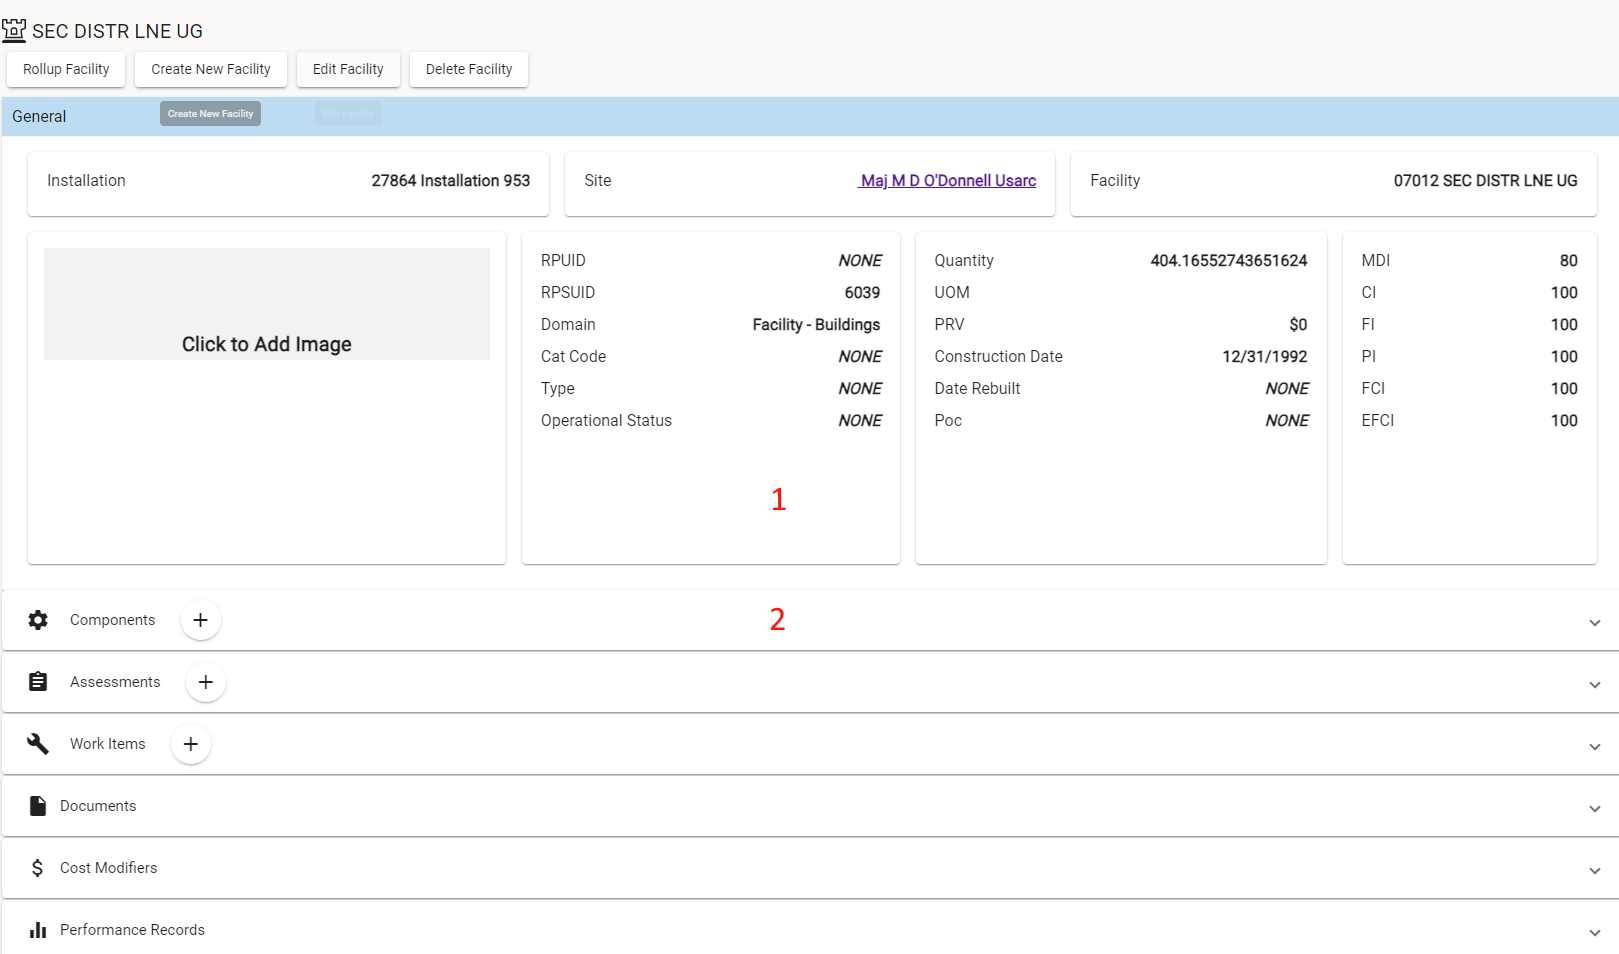 SEC DISTR LNE UG
Rollup Facility Create New Facility Edit Facility Delete Facility
General Create New Facility Edit Facility
Installation 27864 Installation 953 Site Maj M D O'Donnell Usarc Facility 07012 SEC DISTR LNE UG
Click to Add Image
RPUID NONE
RPSUID 6039
Domain Facility - Buildings
Cat Code NONE
Type NONE
Operational Status NONE
1
Quantity 404.16552743651624
UOM
PRV $0
Construction Date 12/31/1992
Date Rebuilt NONE
Poc NONE
MDI 80
CI 100
FI 100
PI 100
FCI 100
EFCI 100
Components + 2
Assessments +
Work Items +
Documents
$ Cost Modifiers
Performance Records